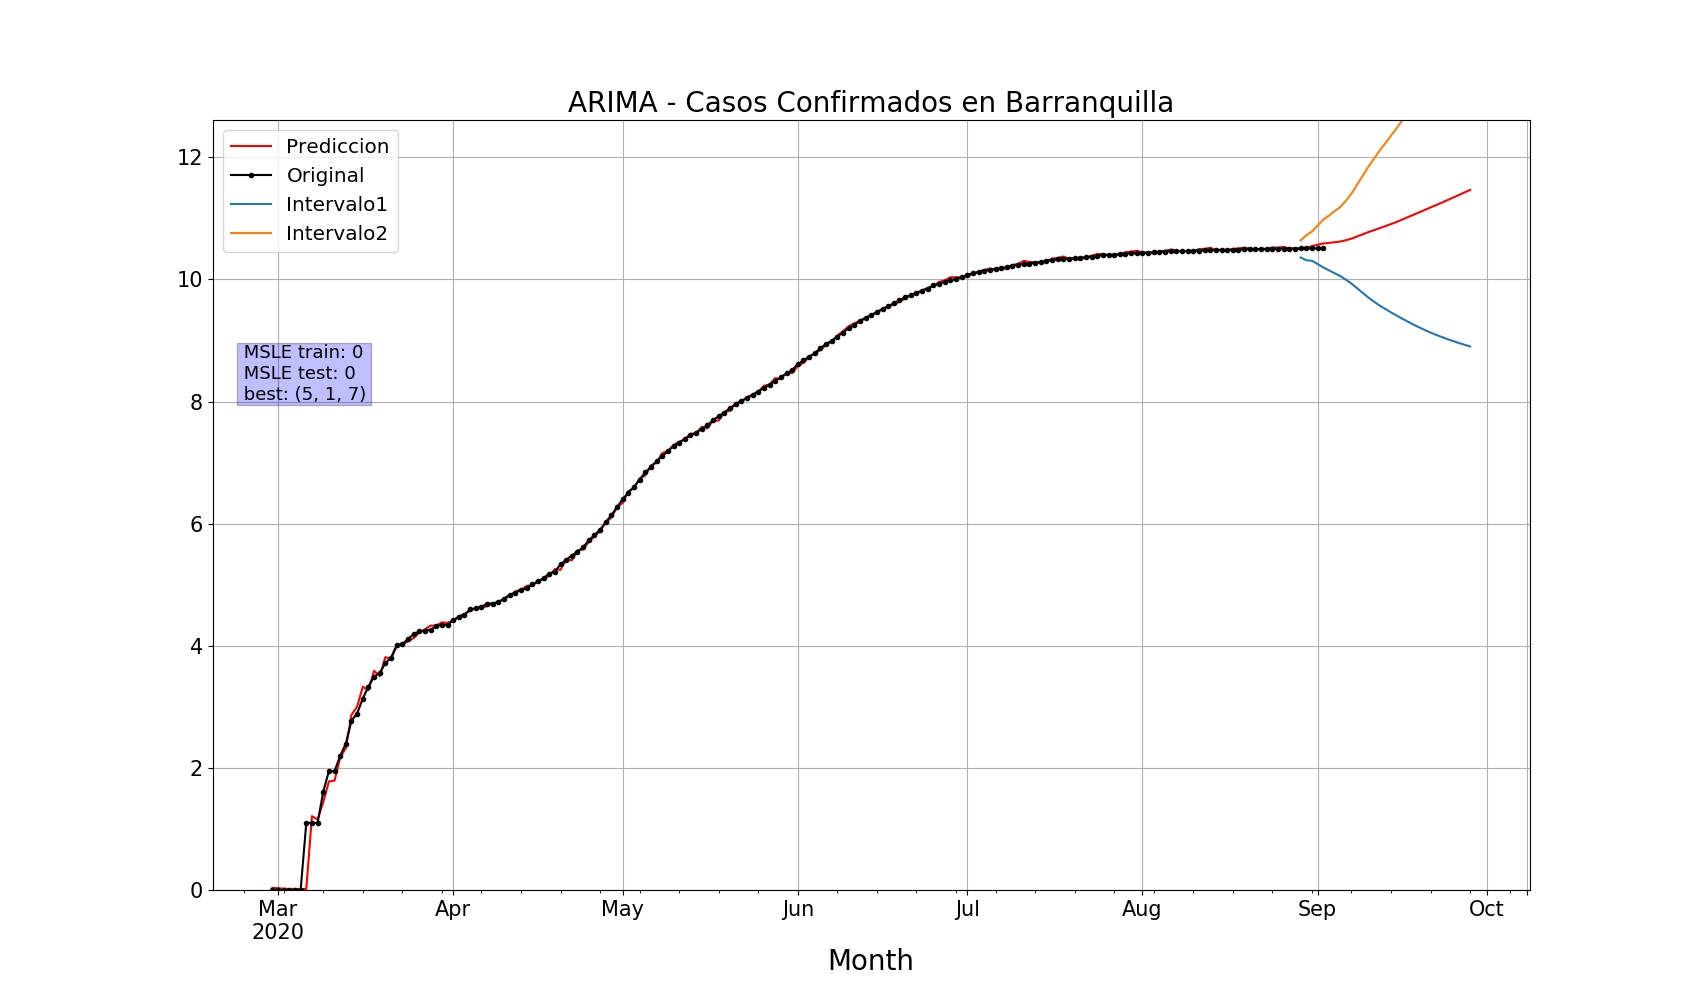 ARIMA - Casos Confirmados en Barranquilla
Prediccion
Original
Intervalo1
Intervalo2
12
10
8
6
4
2
0
MSLE train: 0
MSLE test: 0
best: (5, 1, 7)
Mar Apr May Jun Jul Aug Sep Oct
2020
Month